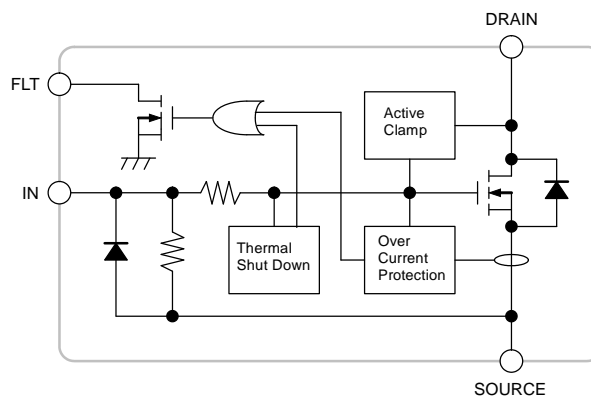 DRAIN
FLT
Active
Clamp
IN
Thermal
Shut Down
Over
Current
Protection
SOURCE